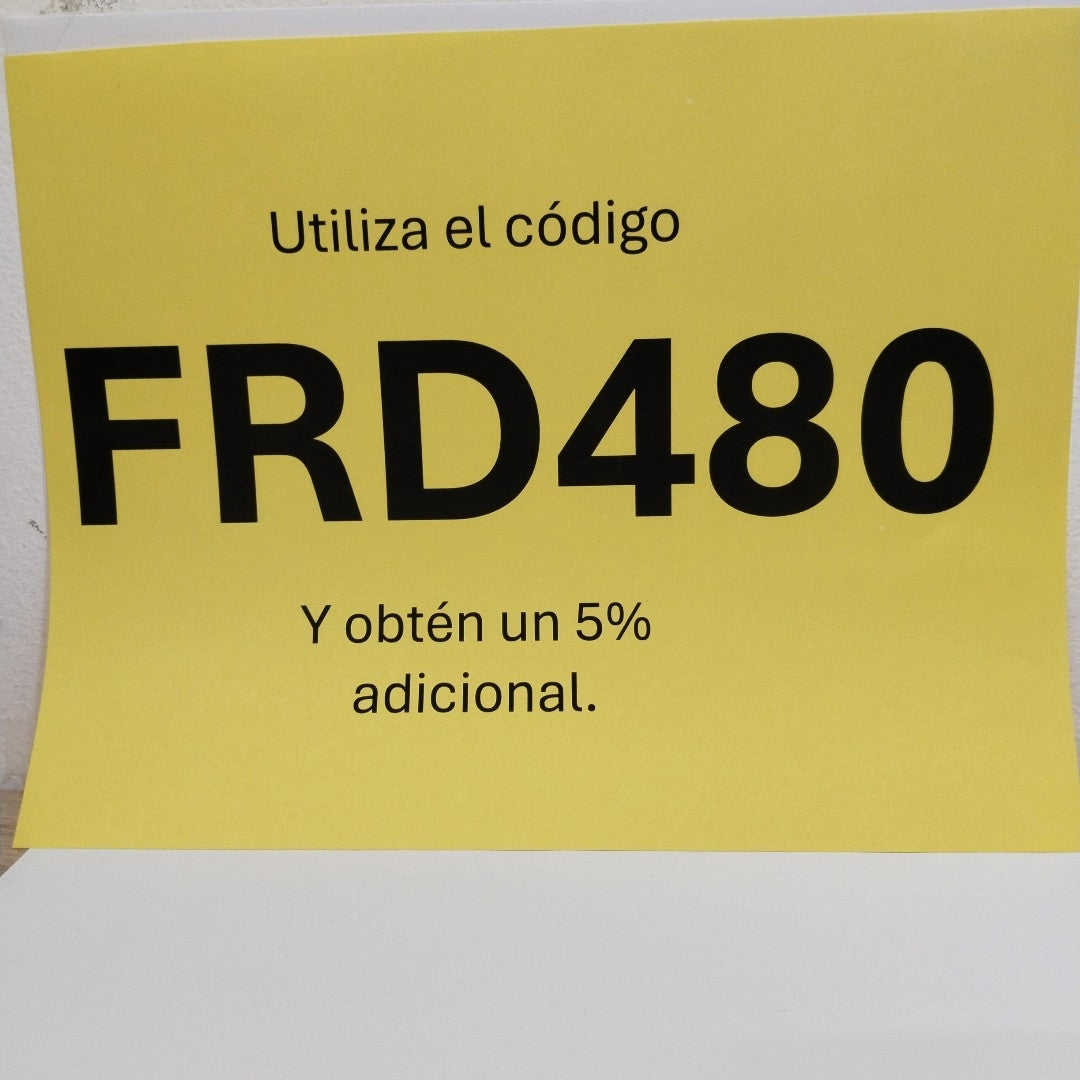 Utiliza el código
FRD480
Y obtén un 5%
adicional.